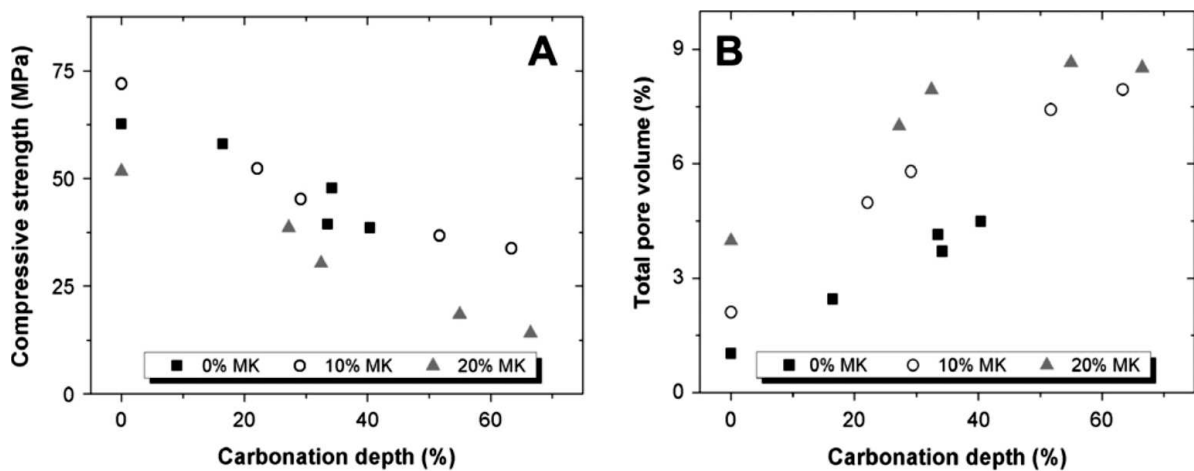 A
Compressive strength (MPa)
75
50
25
0
0% MK 10% MK 20% MK
0 20 40 60
Carbonation depth (%)
B
Total pore volume (%)
9
6
3
0
0% MK 10% MK 20% MK
0 20 40 60
Carbonation depth (%)